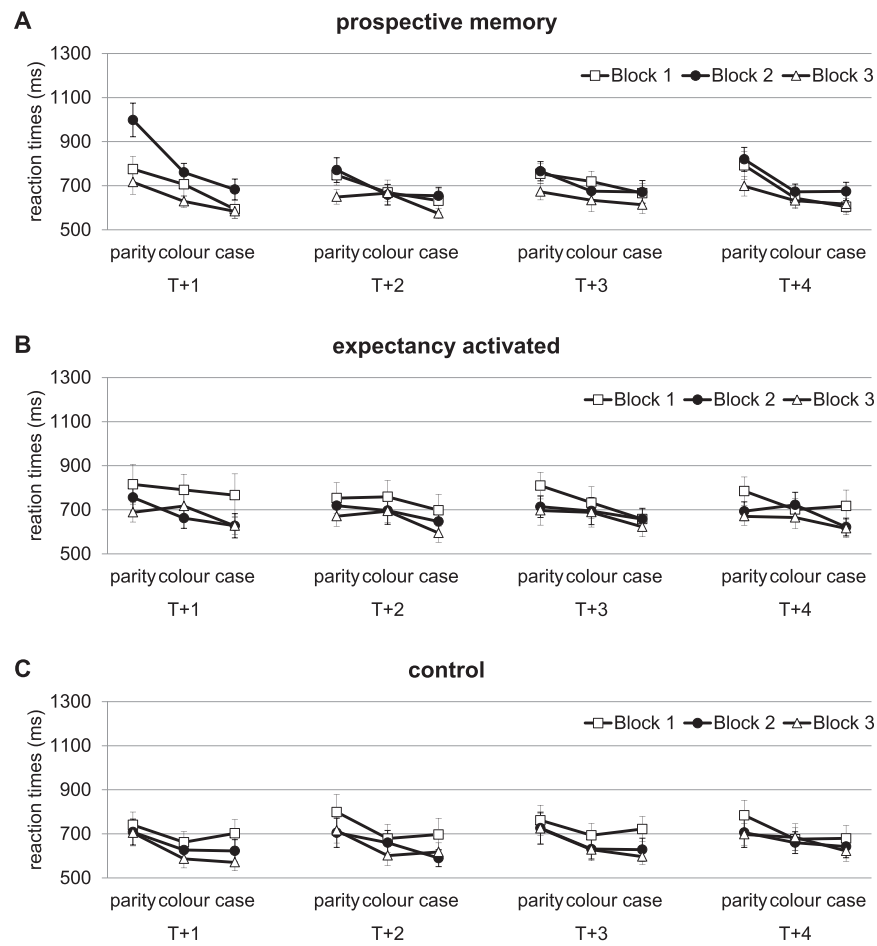 A
prospective memory
1300
1100
900
700
500
reaction times (ms)
Block 1 Block 2 Block 3
parity colour case parity colour case parity colour case parity colour case
T+1 T+2 T+3 T+4
B
expectancy activated
1300
1100
900
700
500
reation times (ms)
Block 1 Block 2 Block 3
parity colour case parity colour case parity colour case parity colour case
T+1 T+2 T+3 T+4
C
control
1300
1100
900
700
500
reaction times (ms)
Block 1 Block 2 Block 3
parity colour case parity colour case parity colour case parity colour case
T+1 T+2 T+3 T+4